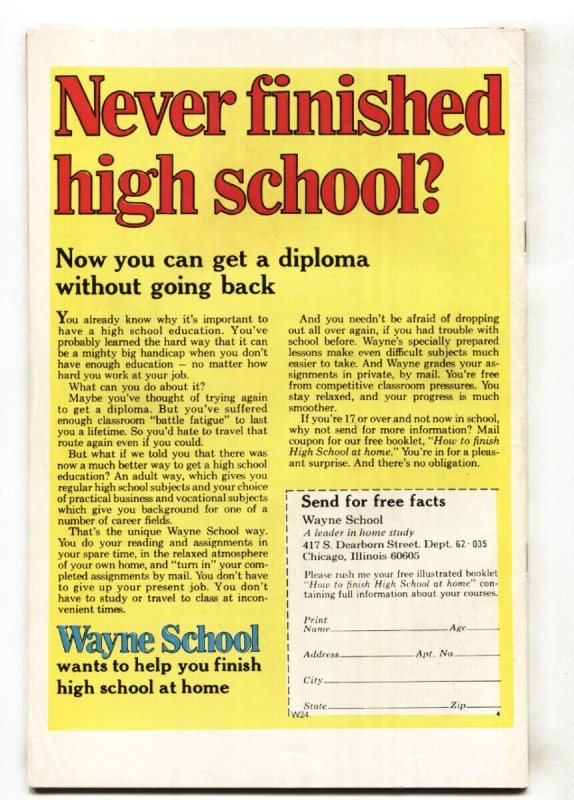 Never finished
high school?
Now you can get a diploma
without going back
You already know why it's important to
have a high school education. You've
probably learned the hard way that it can
be a mighty big handicap when you don't
have enough education – no matter how
hard you work at your job.
What can you do about it?
Maybe you've thought of trying again
to get a diploma. But you've suffered
enough classroom "battle fatigue" to last
you a lifetime. So you'd hate to travel that
route again even if you could.
But what if we told you that there was
now a much better way to get a high school
education? An adult way, which gives you
regular high school subjects and your choice
of practical business and vocational subjects
which give you background for one of a
number of career fields.
That's the unique Wayne School way.
You do your reading and assignments in
your spare time, in the relaxed atmosphere
of your own home, and "turn in" your com-
pleted assignments by mail. You don't have
to give up your present job. You don't
have to study or travel to class at incon-
venient times.
Wayne School
wants to help you finish
high school at home
And you needn't be afraid of dropping
out all over again, if you had trouble with
school before. Wayne's specially prepared
lessons make even difficult subjects much
easier to take. And Wayne grades your as-
signments in private, by mail. You're free
from competitive classroom pressures. You
stay relaxed, and your progress is much
smoother.
If you're 17 or over and not now in school,
why not send for more information? Mail
coupon for our free booklet, "How to finish
High School at home." You're in for a pleas-
ant surprise. And there's no obligation.
Send for free facts
Wayne School
A leader in home study
417 S. Dearborn Street. Dept. 62-035
Chicago, Illinois 60605
Please rush me your free illustrated booklet
"How to finish High School at home" con-
taining full information about your courses.
Print
Name Age
Address Apt. No
City
State Zip
W24 4